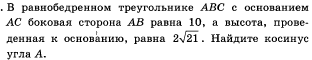 . В равнобедренном треугольнике ABC с основанием
AC боковая сторона AB равна 10, а высота, прове-
денная к основанию, равна 2√21. Найдите косинус
угла A.